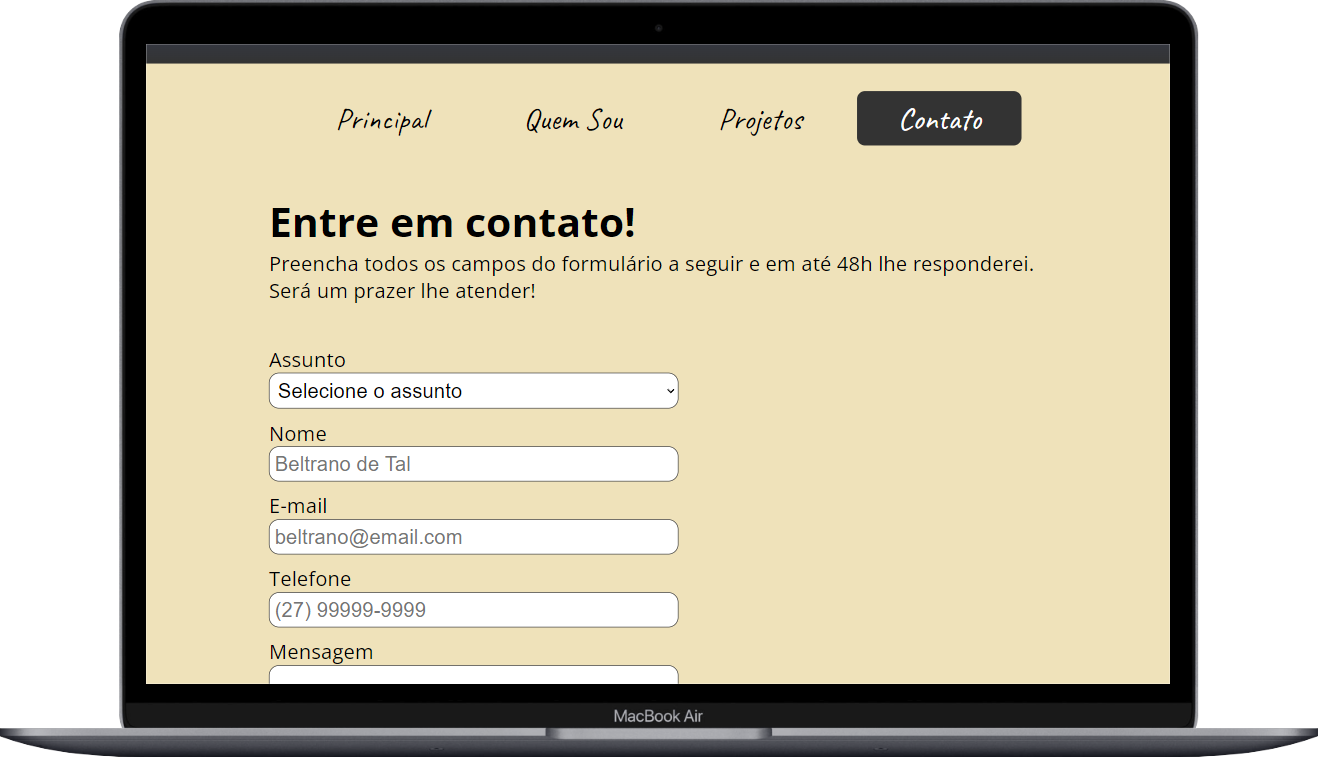 Principal Quem Sou Projetos Contato
Entre em contato!
Preencha todos os campos do formulário a seguir e em até 48h lhe responderei.
Será um prazer lhe atender!
Assunto
Selecione o assunto
Nome
Beltrano de Tal
E-mail
beltrano@email.com
Telefone
(27) 99999-9999
Mensagem
MacBook Air